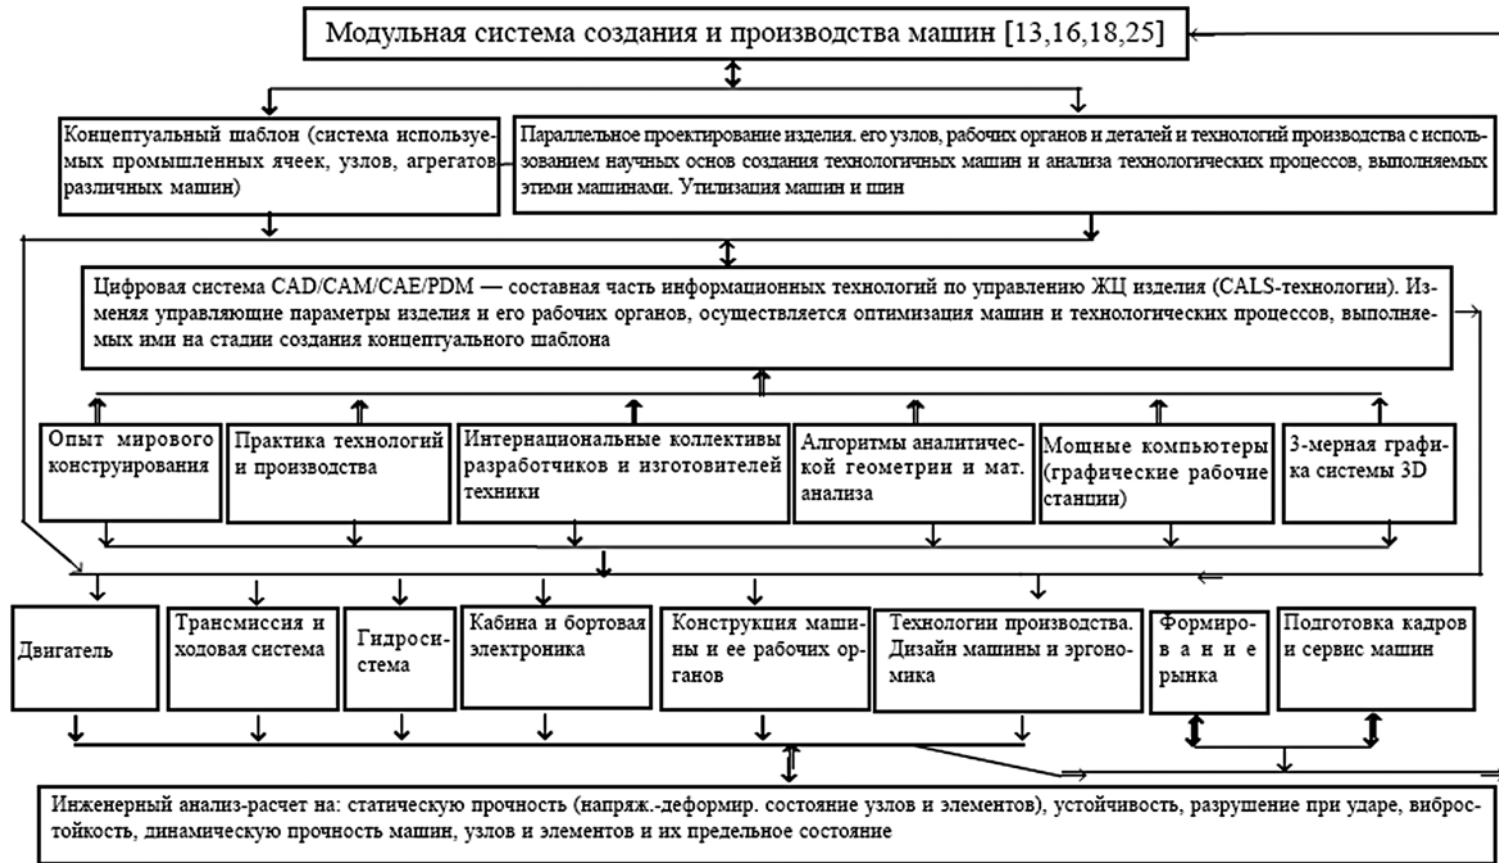 Модульная система создания и производства машин [13,16,18,25]
Концептуальный шаблон (система используе-
мых промышленных ячеек, узлов, агрегатов
различных машин)
Параллельное проектирование изделия. его узлов, рабочих органов и деталей и технологий производства с исполь-
зованием научных основ создания технологичных машин и анализа технологических процессов, выполняемых
этими машинами. Утилизация машин и шин
Цифровая система CAD/CAM/CAE/PDM — составная часть информационных технологий по управлению ЖЦ изделия (CALS-технологии). Из-
меняя управляющие параметры изделия и его рабочих органов, осуществляется оптимизация машин и технологических процессов, выполняе-
мых ими на стадии создания концептуального шаблона
Опыт мирового
конструирования
Практика технологий
и производства
Интернациональные коллективы
разработчиков и изготовителей
техники
Алгоритмы аналитичес-
кой геометрии и мат.
анализа
Мощные компьютеры
(графические рабочие
станции)
3-мерная графи-
ка системы 3D
Двигатель
Трансмиссия и
ходовая система
Гидроси-
стема
Кабина и бортовая
электроника
Конструкция маши-
ны и ее рабочих ор-
ганов
Технологии производства.
Дизайн машины и эргоно-
мика
Формиро-
вание
рынка
Подготовка кадров
и сервис машин
Инженерный анализ-расчет на: статическую прочность (напряж.-деформир. состояние узлов и элементов), устойчивость, разрушение при ударе, виброс-
тойкость, динамическую прочность машин, узлов и элементов и их предельное состояние